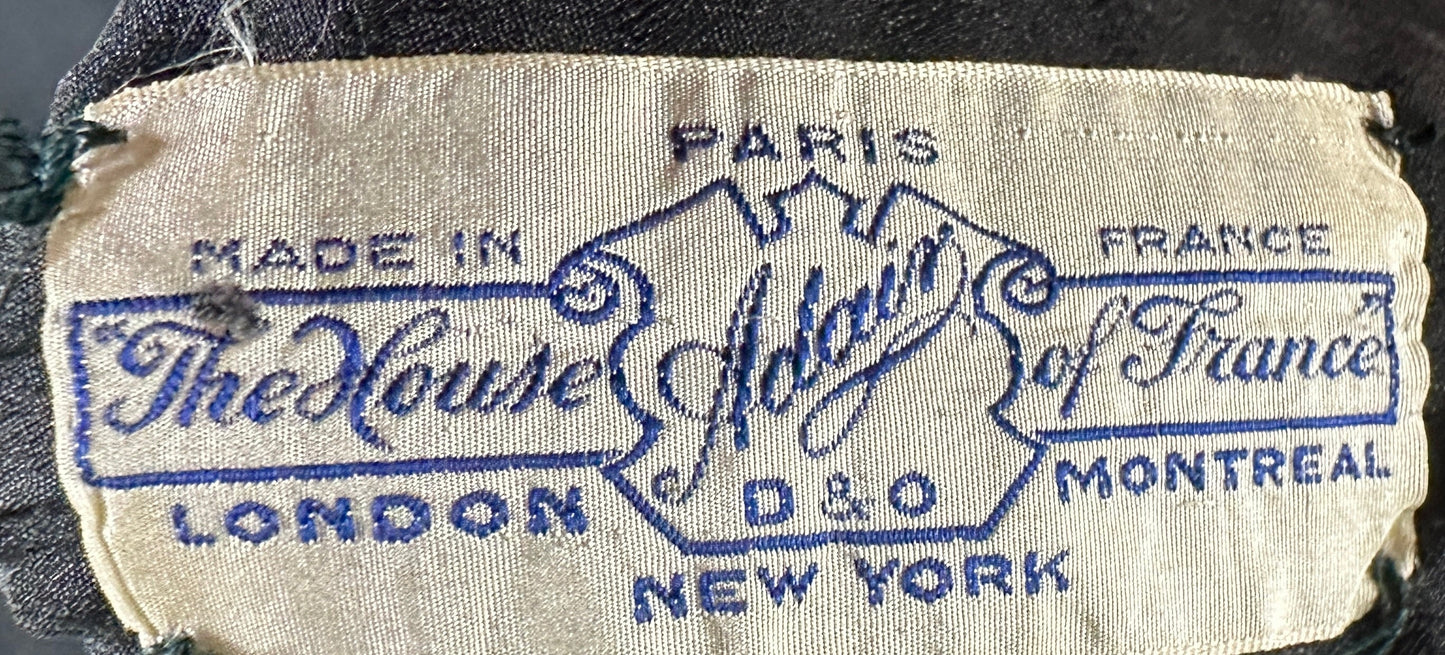 PARIS
MADE IN FRANCE
"The House Adair of France"
D & O
LONDON MONTREAL
NEW YORK